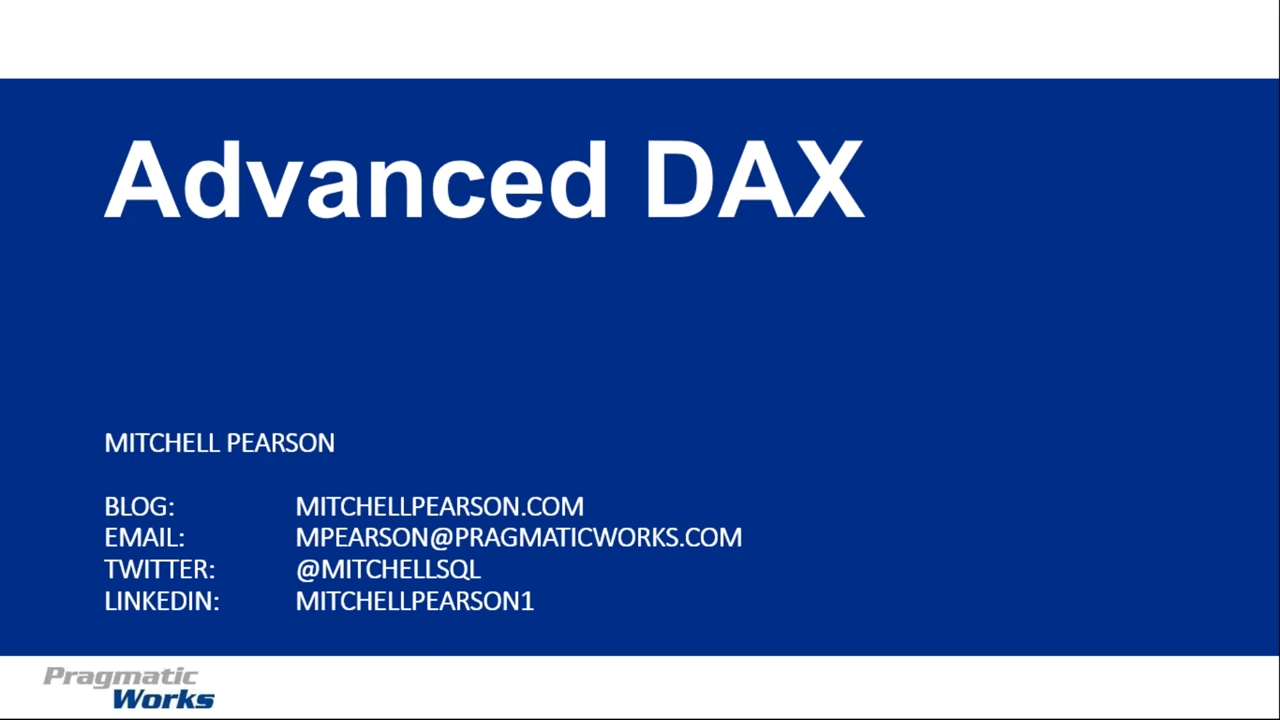 Advanced DAX
MITCHELL PEARSON
BLOG: MITCHELLPEARSON.COM
EMAIL: MPEARSON@PRAGMATICWORKS.COM
TWITTER: @MITCHELLSQL
LINKEDIN: MITCHELLPEARSON1
Pragmatic
Works